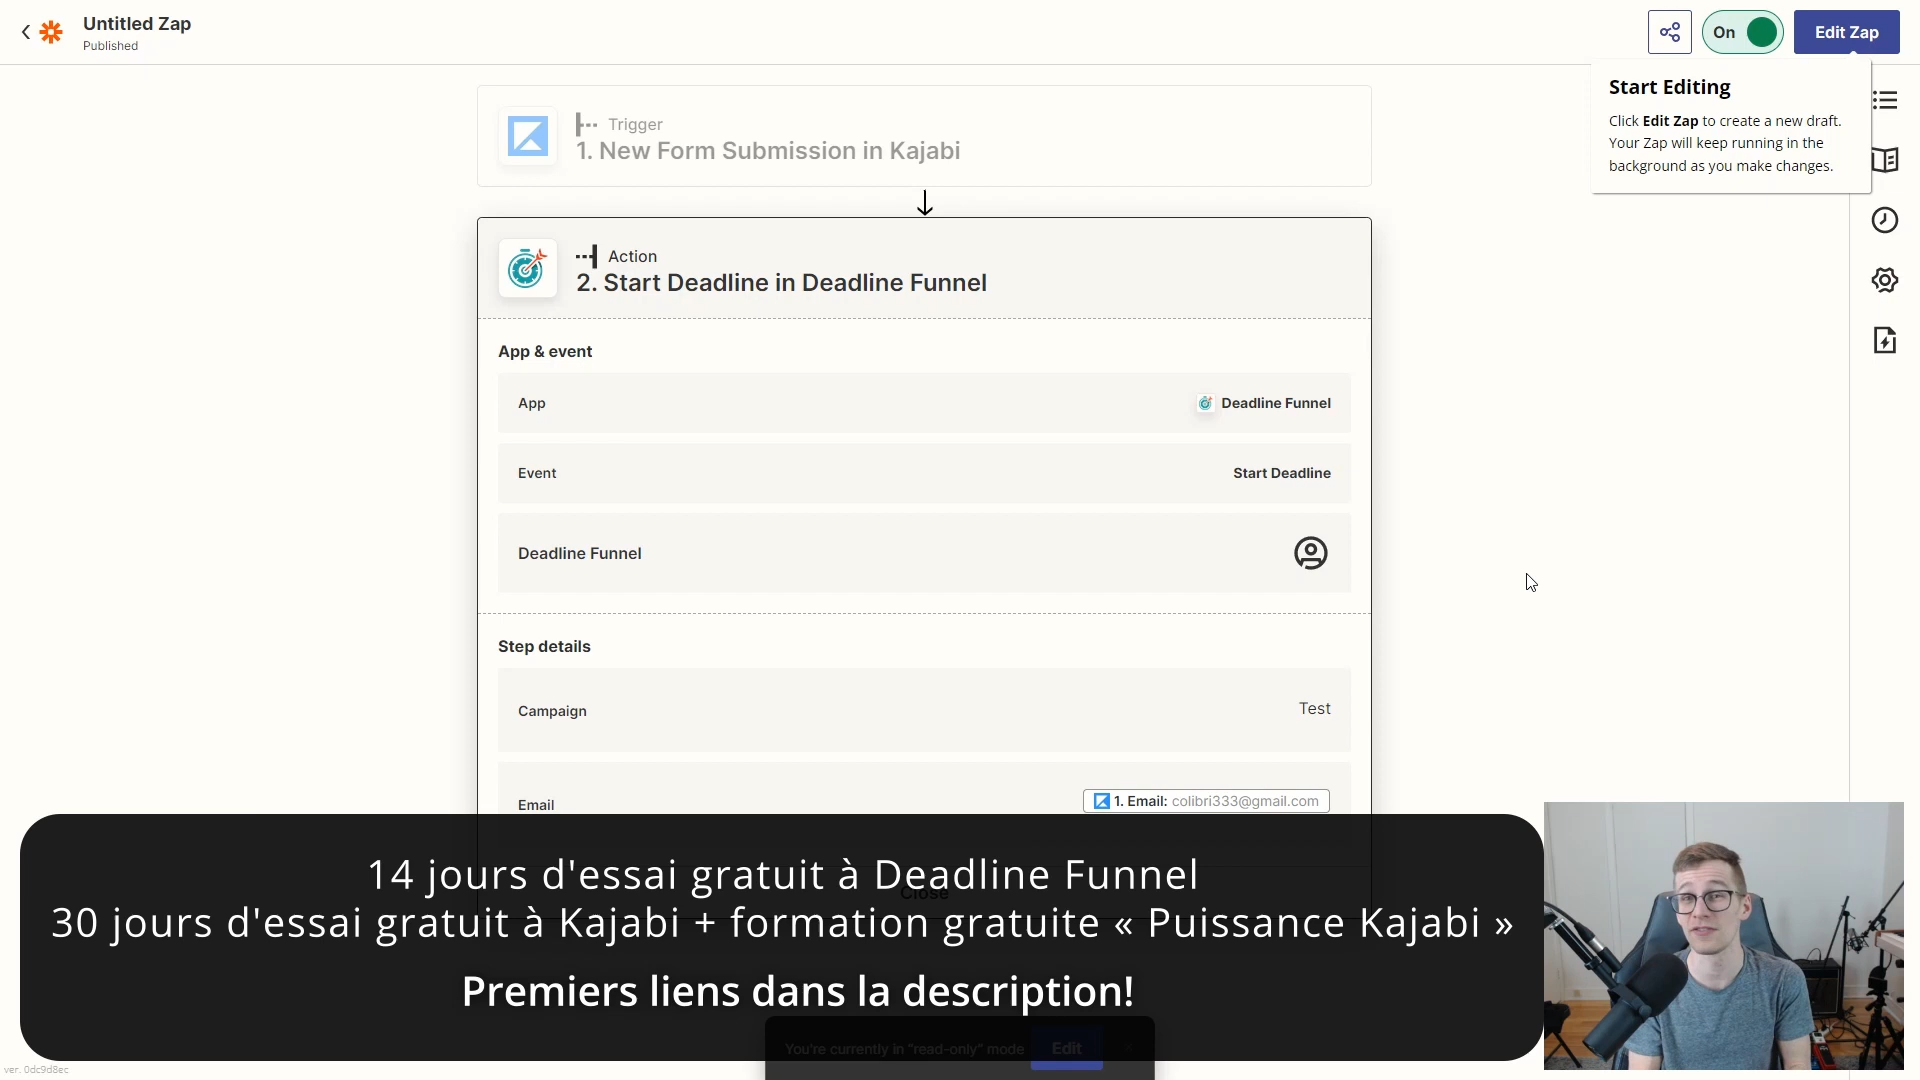 Untitled Zap
Published
On
Edit Zap
Start Editing
Click Edit Zap to create a new draft.
Your Zap will keep running in the
background as you make changes.
Trigger
1. New Form Submission in Kajabi
Action
2. Start Deadline in Deadline Funnel
App & event
App
Deadline Funnel
Event
Start Deadline
Deadline Funnel
Step details
Campaign
Test
Email
1. Email: colibri333@gmail.com
Close
14 jours d'essai gratuit à Deadline Funnel
30 jours d'essai gratuit à Kajabi + formation gratuite « Puissance Kajabi »
Premiers liens dans la description!
You're currently in "read-only" mode
Edit
ver. 0dc9d8ec